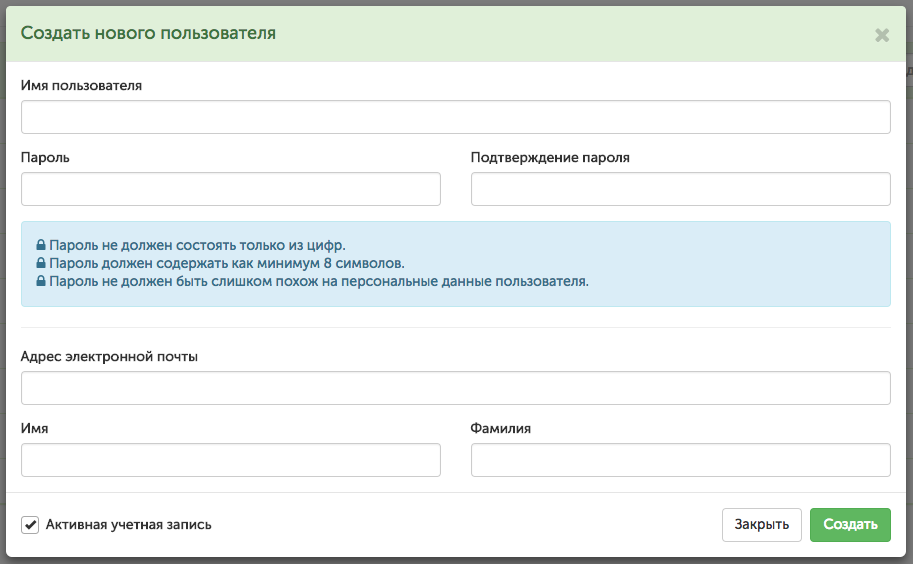 Создать нового пользователя
Имя пользователя
Пароль
Подтверждение пароля
Пароль не должен состоять только из цифр.
Пароль должен содержать как минимум 8 символов.
Пароль не должен быть слишком похож на персональные данные пользователя.
Адрес электронной почты
Имя
Фамилия
Активная учетная запись
Закрыть
Создать